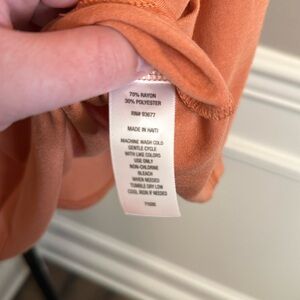 70% RAYON
30% POLYESTER
RN# 93677
MADE IN HAITI
MACHINE WASH COLD
GENTLE CYCLE
WITH LIKE COLORS
USE ONLY
NON-CHLORINE
BLEACH
WHEN NEEDED
TUMBLE DRY LOW
COOL IRON IF NEEDED